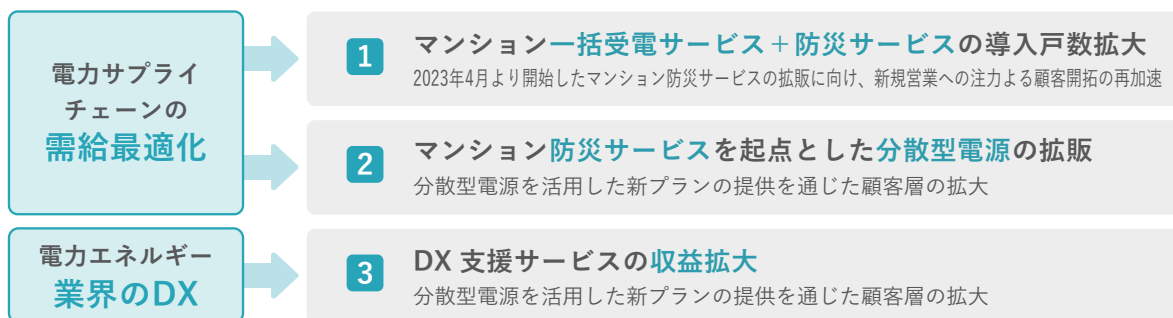 電力サプライ
チェーンの
需給最適化
1
マンション一括受電サービス＋防災サービスの導入戸数拡大
2023年4月より開始したマンション防災サービスの拡販に向け、新規営業への注力よる顧客開拓の再加速
2
マンション防災サービスを起点とした分散型電源の拡販
分散型電源を活用した新プランの提供を通じた顧客層の拡大
電力エネルギー
業界のDX
3
DX 支援サービスの収益拡大
分散型電源を活用した新プランの提供を通じた顧客層の拡大